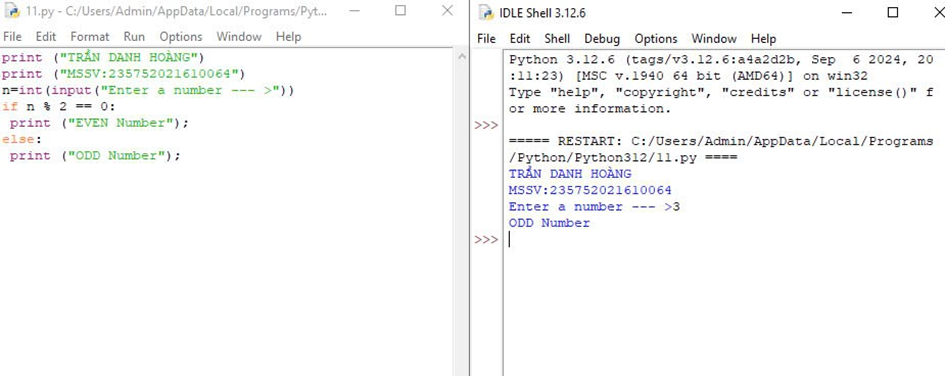 11.py - C:/Users/Admin/AppData/Local/Programs/Pyt...
File Edit Format Run Options Window Help
print ("TRẦN DANH HOÀNG")
print ("MSSV:235752021610064")
n=int(input("Enter a number --- >"))
if n % 2 == 0:
 print ("EVEN Number");
else:
 print ("ODD Number");
IDLE Shell 3.12.6
File Edit Shell Debug Options Window Help
Python 3.12.6 (tags/v3.12.6:a4a2d2b, Sep  6 2024, 20
:11:23) [MSC v.1940 64 bit (AMD64)] on win32
Type "help", "copyright", "credits" or "license()" f
or more information.
>>>
===== RESTART: C:/Users/Admin/AppData/Local/Programs
/Python/Python312/11.py ====
TRẦN DANH HOÀNG
MSSV:235752021610064
Enter a number --- >3
ODD Number
>>>